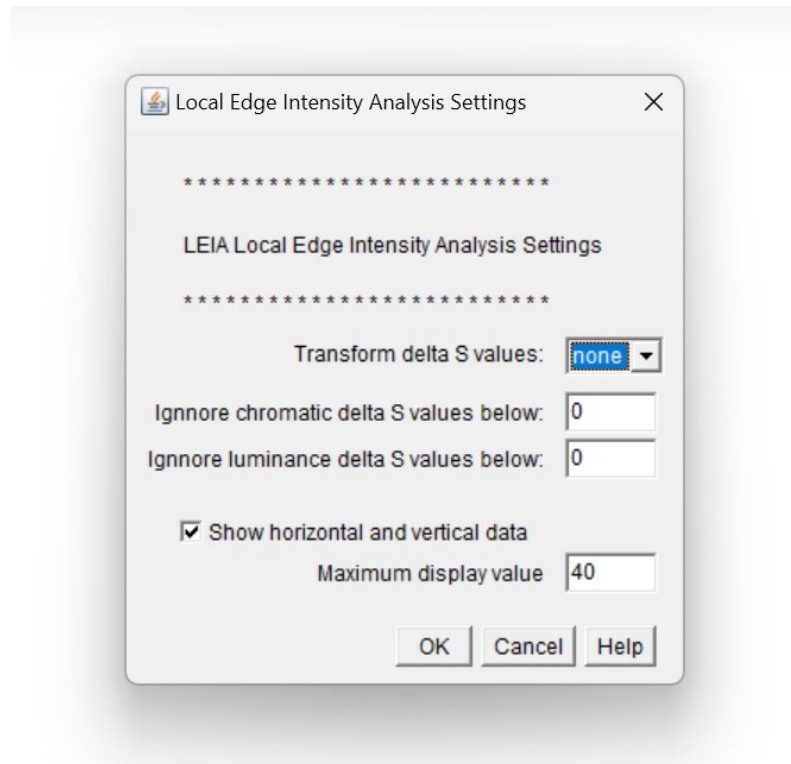 Local Edge Intensity Analysis Settings
* * * * * * * * * * * * * * * * * * * * * * * * * *
LEIA Local Edge Intensity Analysis Settings
* * * * * * * * * * * * * * * * * * * * * * * * * *
Transform delta S values: none
Ignnore chromatic delta S values below: 0
Ignnore luminance delta S values below: 0
Show horizontal and vertical data
Maximum display value 40
OK Cancel Help